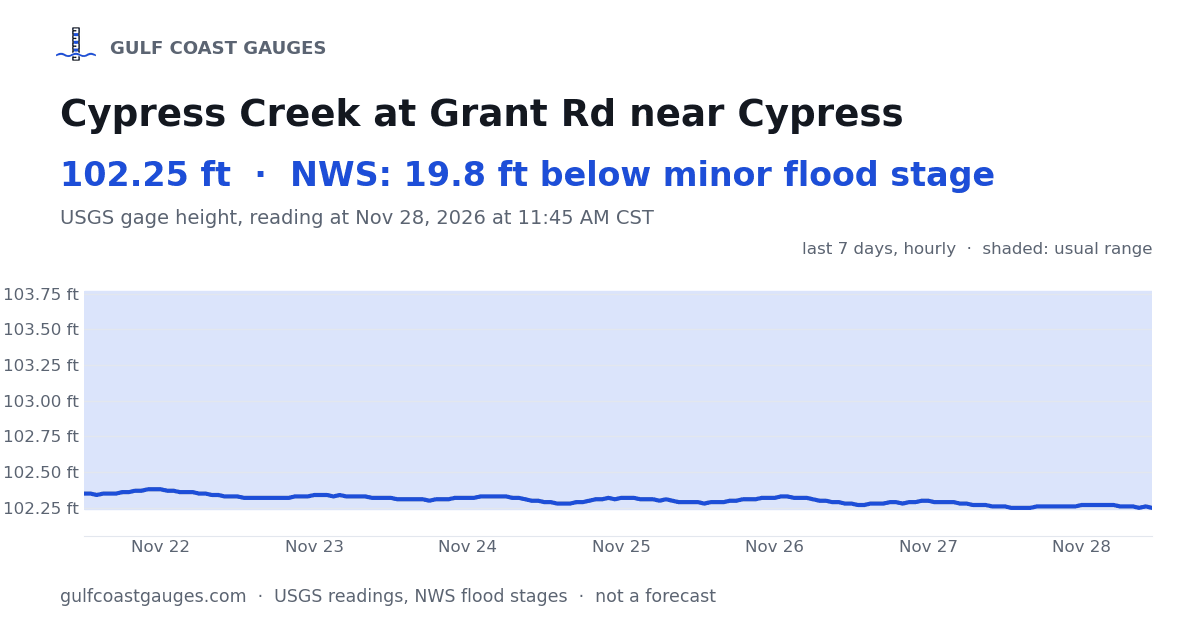 GULF COAST GAUGES
Cypress Creek at Grant Rd near Cypress
102.25 ft · NWS: 19.8 ft below minor flood stage
USGS gage height, reading at Nov 28, 2026 at 11:45 AM CST
last 7 days, hourly · shaded: usual range
103.75 ft
103.50 ft
103.25 ft
103.00 ft
102.75 ft
102.50 ft
102.25 ft
Nov 22 Nov 23 Nov 24 Nov 25 Nov 26 Nov 27 Nov 28
gulfcoastgauges.com · USGS readings, NWS flood stages · not a forecast